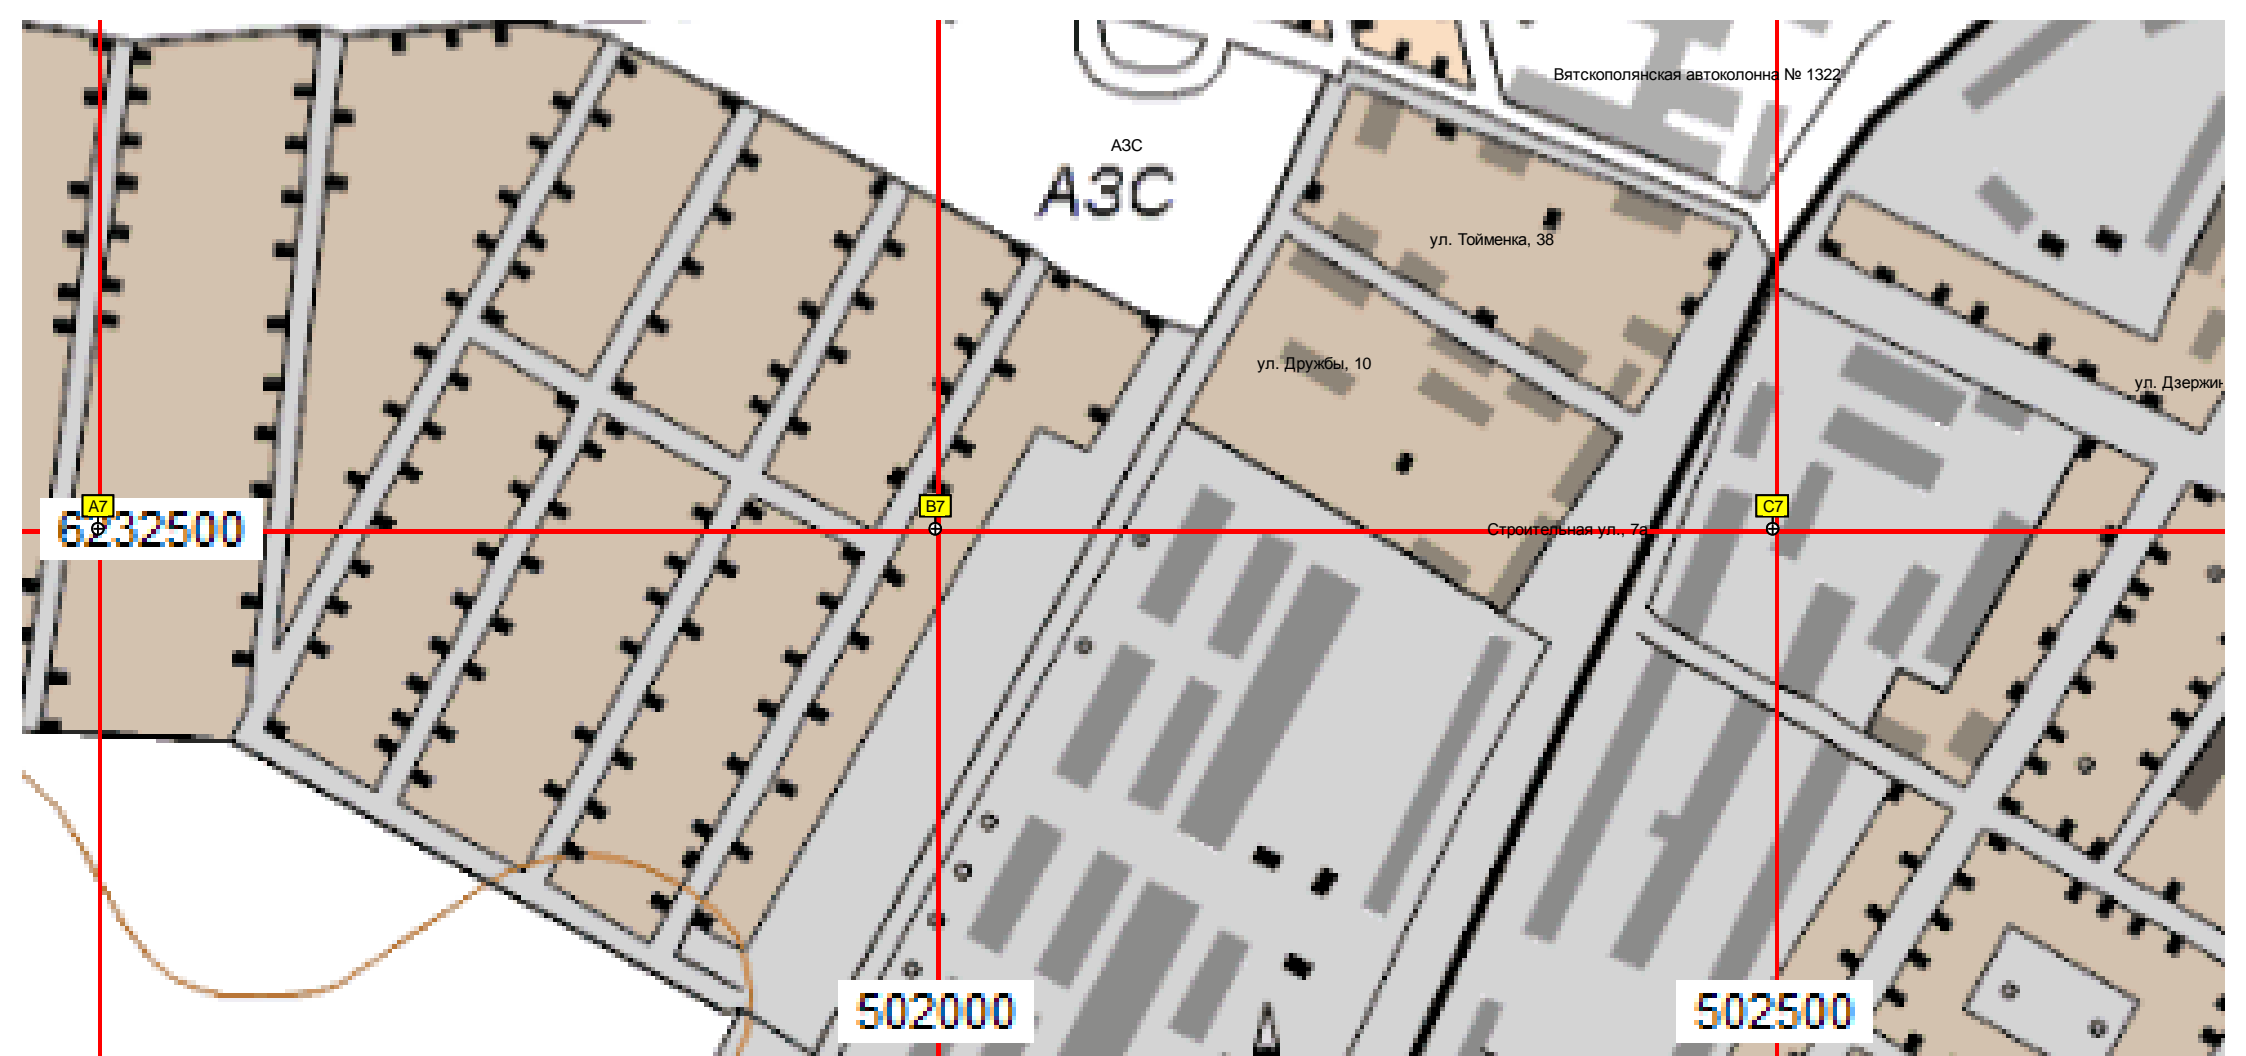 Вятскополянская автоколонна № 1322
АЗС
АЗС
ул. Тойменка, 38
ул. Дружбы, 10
ул. Дзержин
A7
B7
C7
6232500
Строительная ул., 7а
502000
502500